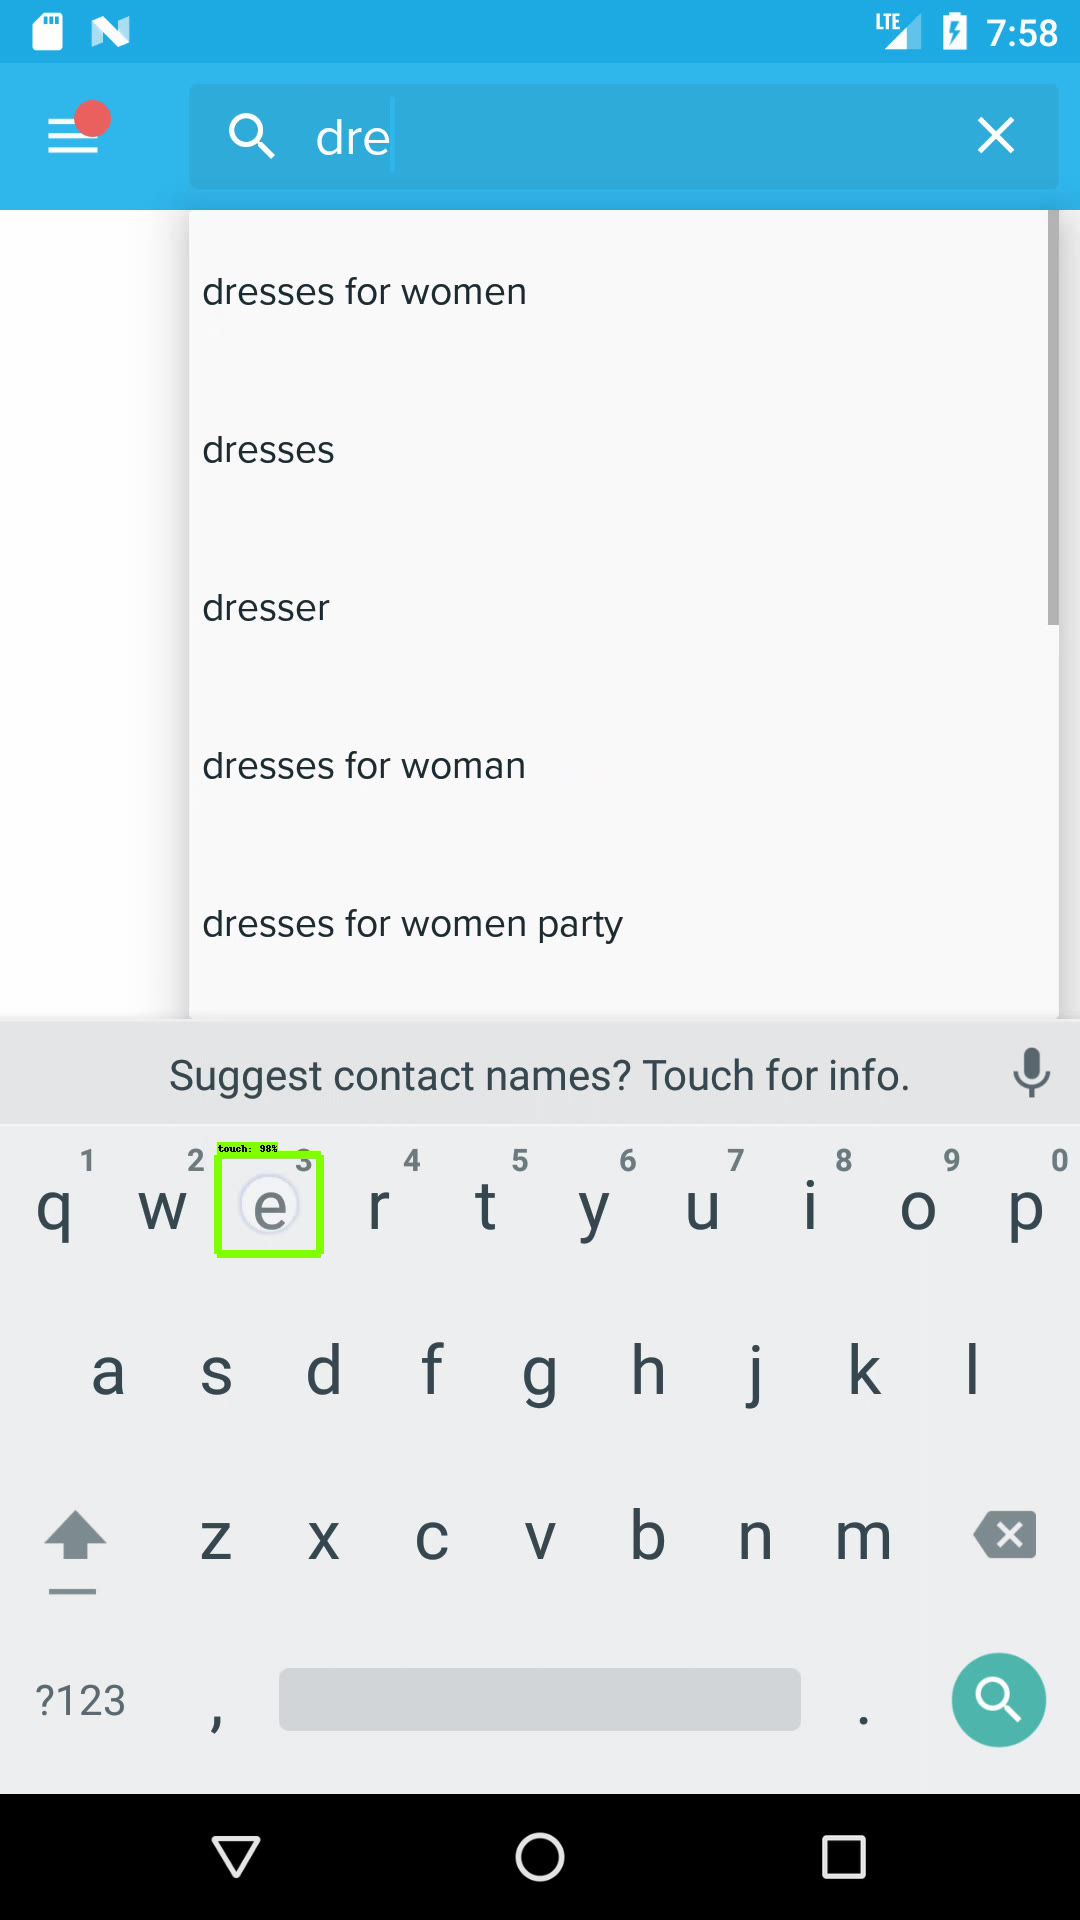 LTE 7:58
dre
dresses for women
dresses
dresser
dresses for woman
dresses for women party
Suggest contact names? Touch for info.
touch: 98%
1 2 3 4 5 6 7 8 9 0
q w e r t y u i o p
a s d f g h j k l
z x c v b n m
?123 , .